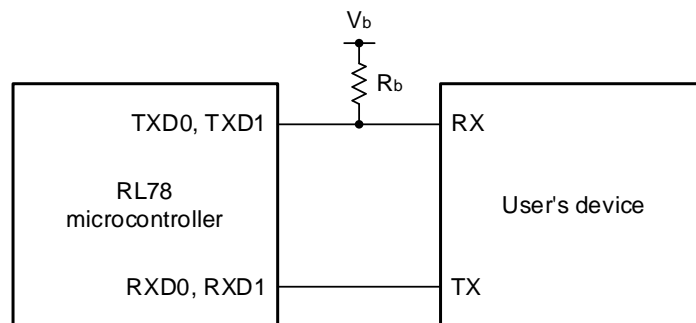 Vb
Rb
TXD0, TXD1
RX
RL78
microcontroller
User's device
RXD0, RXD1
TX